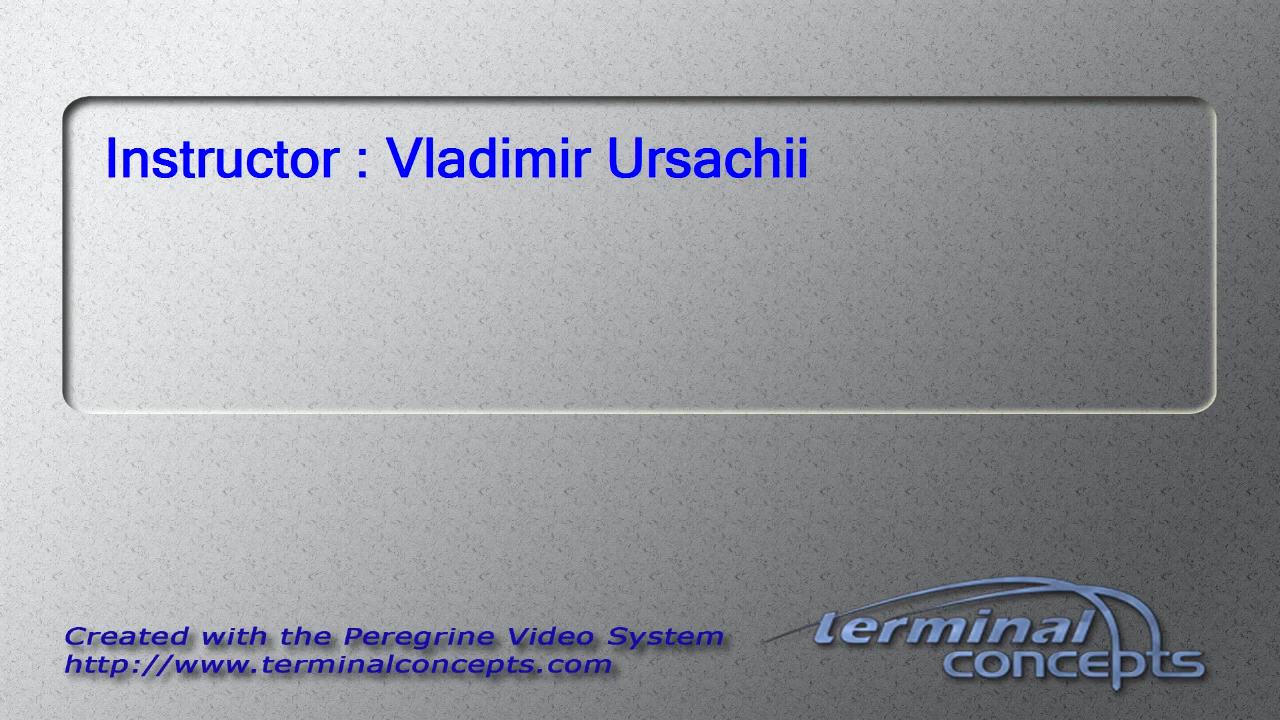 Instructor : Vladimir Ursachii
Created with the Peregrine Video System
http://www.terminalconcepts.com
terminal
concepts